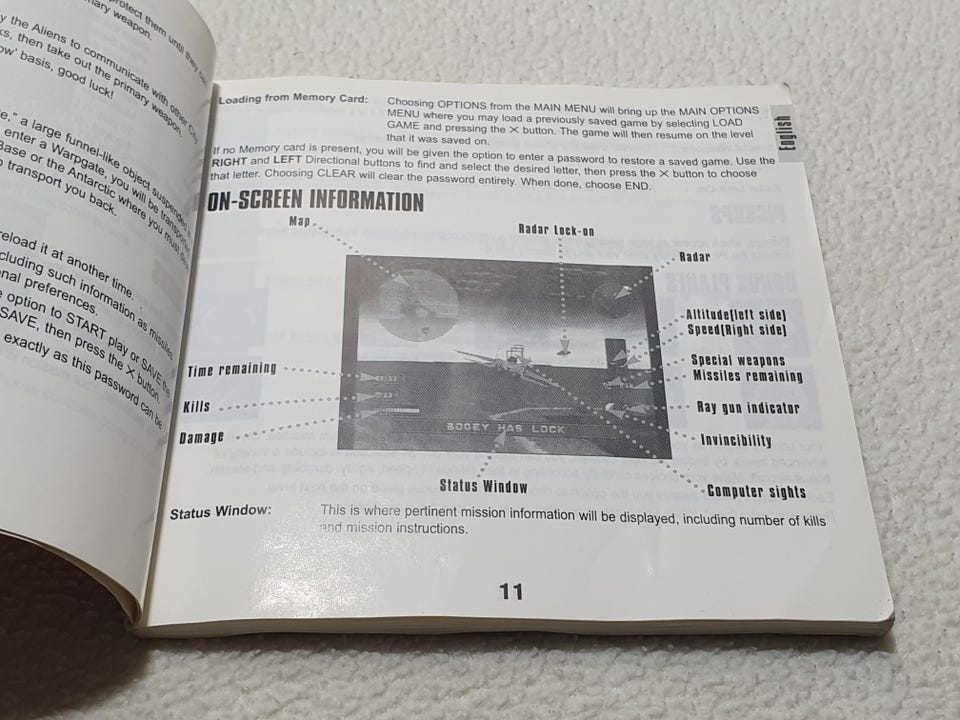 rotect them until they can
mary weapon.
y the Aliens to communicate with other City
ks, then take out the primary weapon
ow' basis, good luck!
e," a large funnel-like object suspended
enter a Warpgate, you will be transported
Base or the Antarctic where you must
transport you back.
reload it at another time.
cluding such information as missiles
onal preferences.
e option to START play or SAVE the
SAVE, then press the ✕ button.
exactly as this password can be
Loading from Memory Card: Choosing OPTIONS from the MAIN MENU will bring up the MAIN OPTIONS
MENU where you may load a previously saved game by selecting LOAD
GAME and pressing the ✕ button. The game will then resume on the level
that it was saved on.
English
If no Memory card is present, you will be given the option to enter a password to restore a saved game. Use the
RIGHT and LEFT Directional buttons to find and select the desired letter, then press the ✕ button to choose
that letter. Choosing CLEAR will clear the password entirely. When done, choose END.
ON-SCREEN INFORMATION
Map
Radar Lock-on
Radar
Altitude(left side)
Speed(Right side)
Special weapons
Missiles remaining
Time remaining
Kills
Ray gun indicator
Damage
BOGEY HAS LOCK
Invincibility
Status Window
Computer sights
Status Window: This is where pertinent mission information will be displayed, including number of kills
and mission instructions.
11